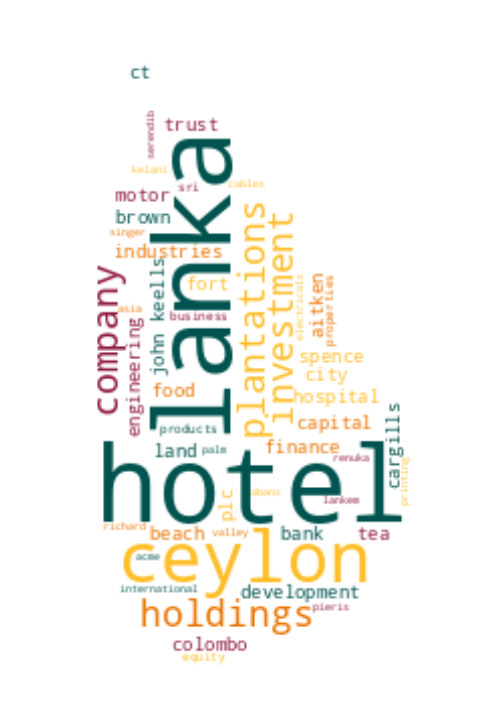 ct
serendib
trust
lanka
kelani
sri
cables
motor
brown
singer
industries
plantations
investment
john keells
fort
company
asia
business
engineering
electricals
aitken
properties
spence
city
food
hospital
products
capital
cargills
land
palm
finance
renuka
hotel
printing
plc
abans
lankem
richard
beach
valley
bank
tea
ceylon
acme
international
development
holdings
pieris
colombo
equity